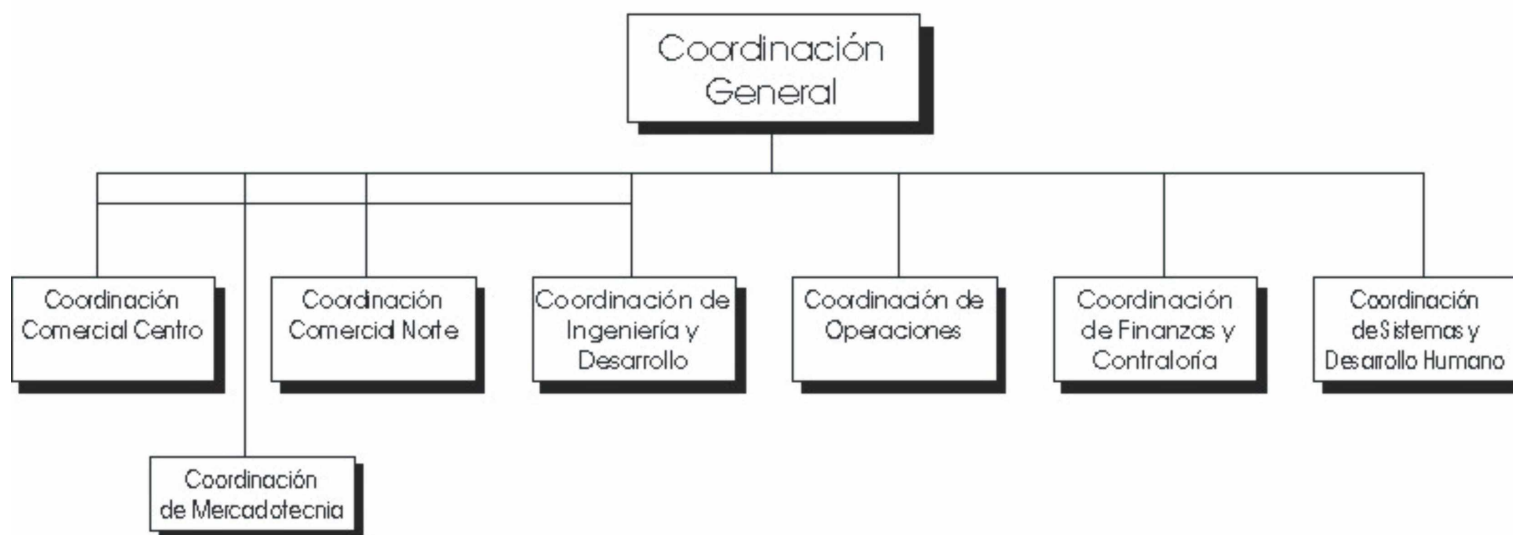 Coordinación
General
Coordinación
Comercial Centro
Coordinación
Comercial Norte
Coordinación de
Ingeniería y
Desarrollo
Coordinación de
Operaciones
Coordinación
de Finanzas y
Contraloría
Coordinación
de Sistemas y
Desarrollo Humano
Coordinación
de Mercadotecnia